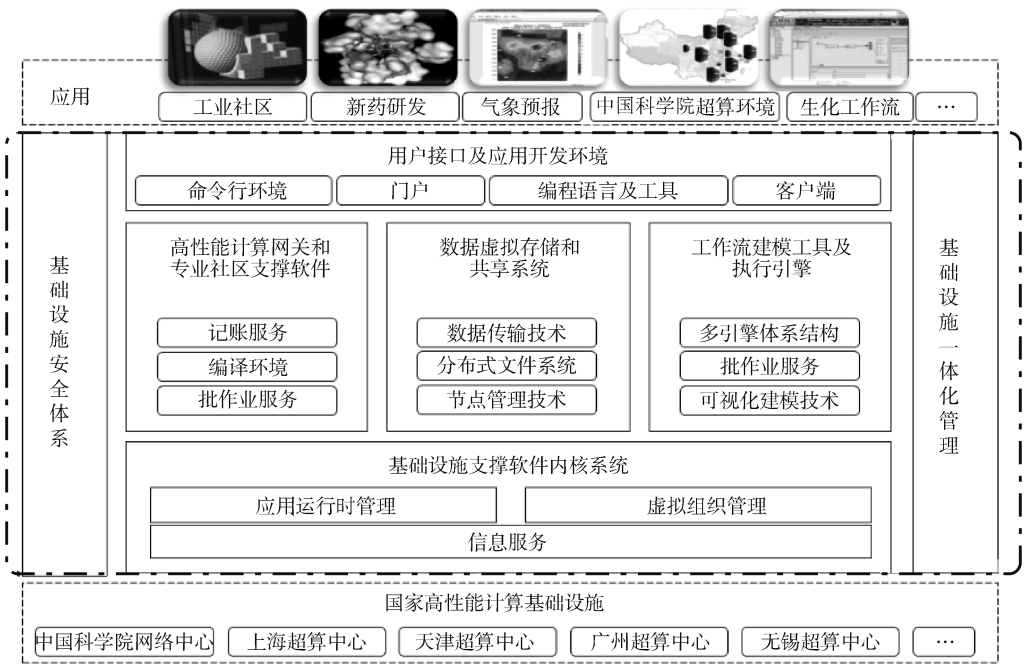 应用
工业社区
新药研发
气象预报
中国科学院超算环境
生化工作流
…
用户接口及应用开发环境
命令行环境
门户
编程语言及工具
客户端
基础设施安全体系
高性能计算网关和
专业社区支撑软件
记账服务
编译环境
批作业服务
数据虚拟存储和
共享系统
数据传输技术
分布式文件系统
节点管理技术
工作流建模工具及
执行引擎
多引擎体系结构
批作业服务
可视化建模技术
基础设施一体化管理
基础设施支撑软件内核系统
应用运行时管理
虚拟组织管理
信息服务
国家高性能计算基础设施
中国科学院网络中心
上海超算中心
天津超算中心
广州超算中心
无锡超算中心
…